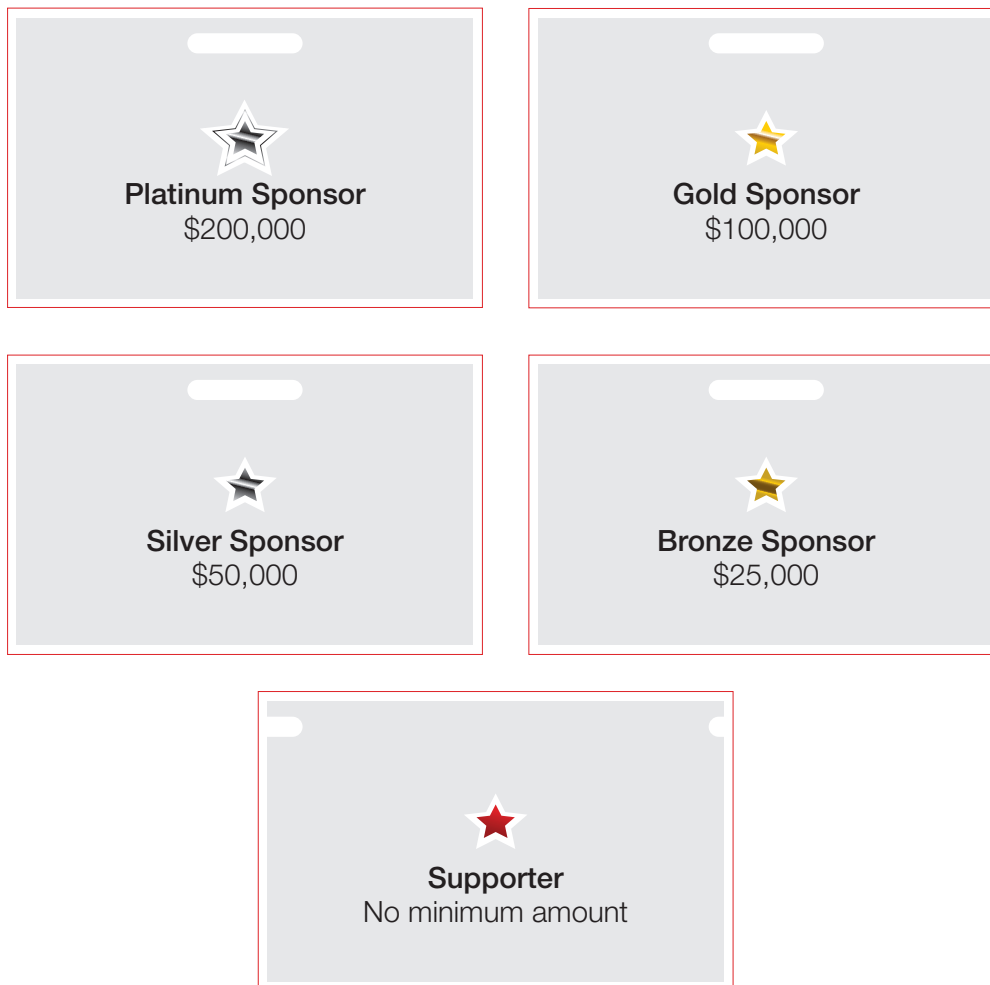 Platinum Sponsor
$200,000
Gold Sponsor
$100,000
Silver Sponsor
$50,000
Bronze Sponsor
$25,000
Supporter
No minimum amount